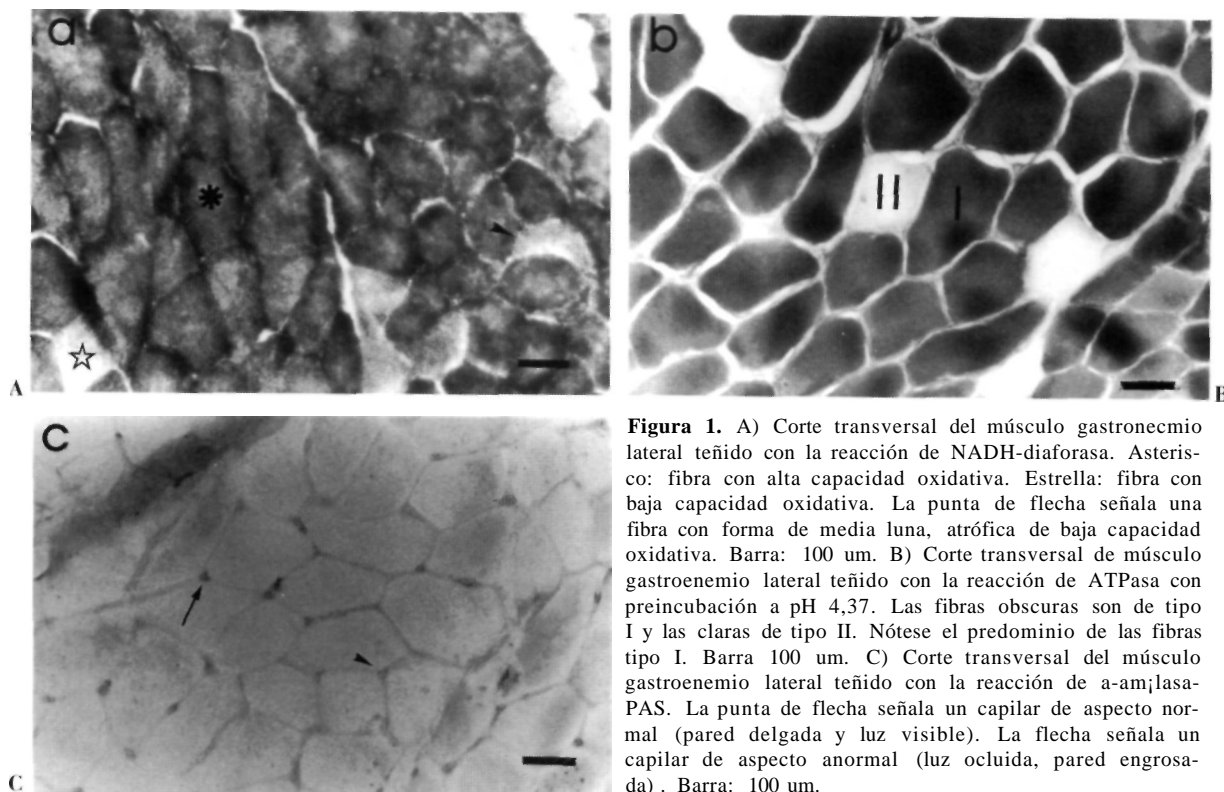 a
b
II
I
A
B
c
C
Figura 1. A) Corte transversal del músculo gastronecmio
lateral teñido con la reacción de NADH-diaforasa. Asteris-
co: fibra con alta capacidad oxidativa. Estrella: fibra con
baja capacidad oxidativa. La punta de flecha señala una
fibra con forma de media luna, atrófica de baja capacidad
oxidativa. Barra: 100 um. B) Corte transversal de músculo
gastroenemio lateral teñido con la reacción de ATPasa con
preincubación a pH 4,37. Las fibras obscuras son de tipo
I y las claras de tipo II. Nótese el predominio de las fibras
tipo I. Barra 100 um. C) Corte transversal del músculo
gastroenemio lateral teñido con la reacción de a-am¡lasa-
PAS. La punta de flecha señala un capilar de aspecto nor-
mal (pared delgada y luz visible). La flecha señala un
capilar de aspecto anormal (luz ocluida, pared engrosa-
da) . Barra: 100 um.